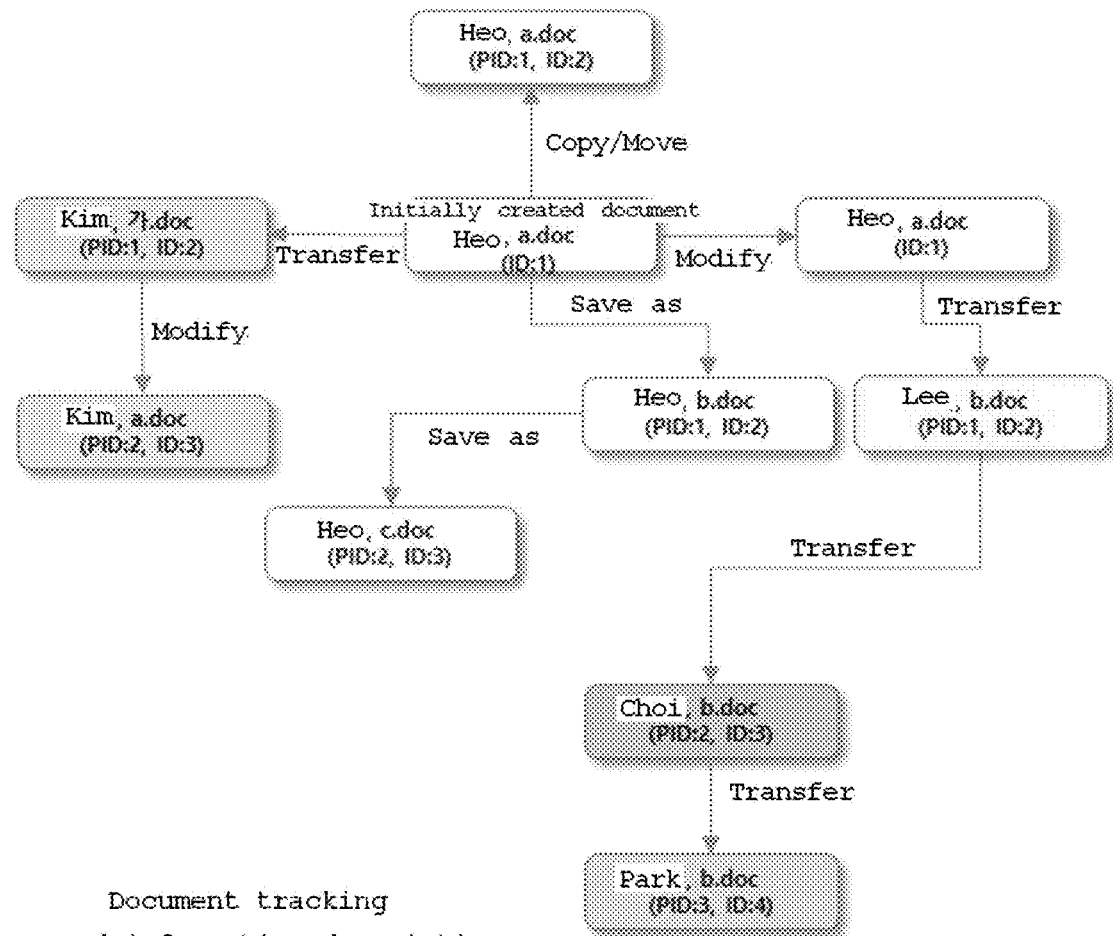 Heo, a.doc
(PID:1, ID:2)
Copy/Move
Kim, 가.doc
(PID:1, ID:2)
Transfer
Initially created document
Heo, a.doc
(ID:1)
Modify
Heo, a.doc
(ID:1)
Modify
Save as
Transfer
Kim, a.doc
(PID:2, ID:3)
Heo, b.doc
(PID:1, ID:2)
Lee, b.doc
(PID:1, ID:2)
Save as
Heo, c.doc
(PID:2, ID:3)
Transfer
Choi, b.doc
(PID:2, ID:3)
Transfer
Park, b.doc
(PID:3, ID:4)
Document tracking